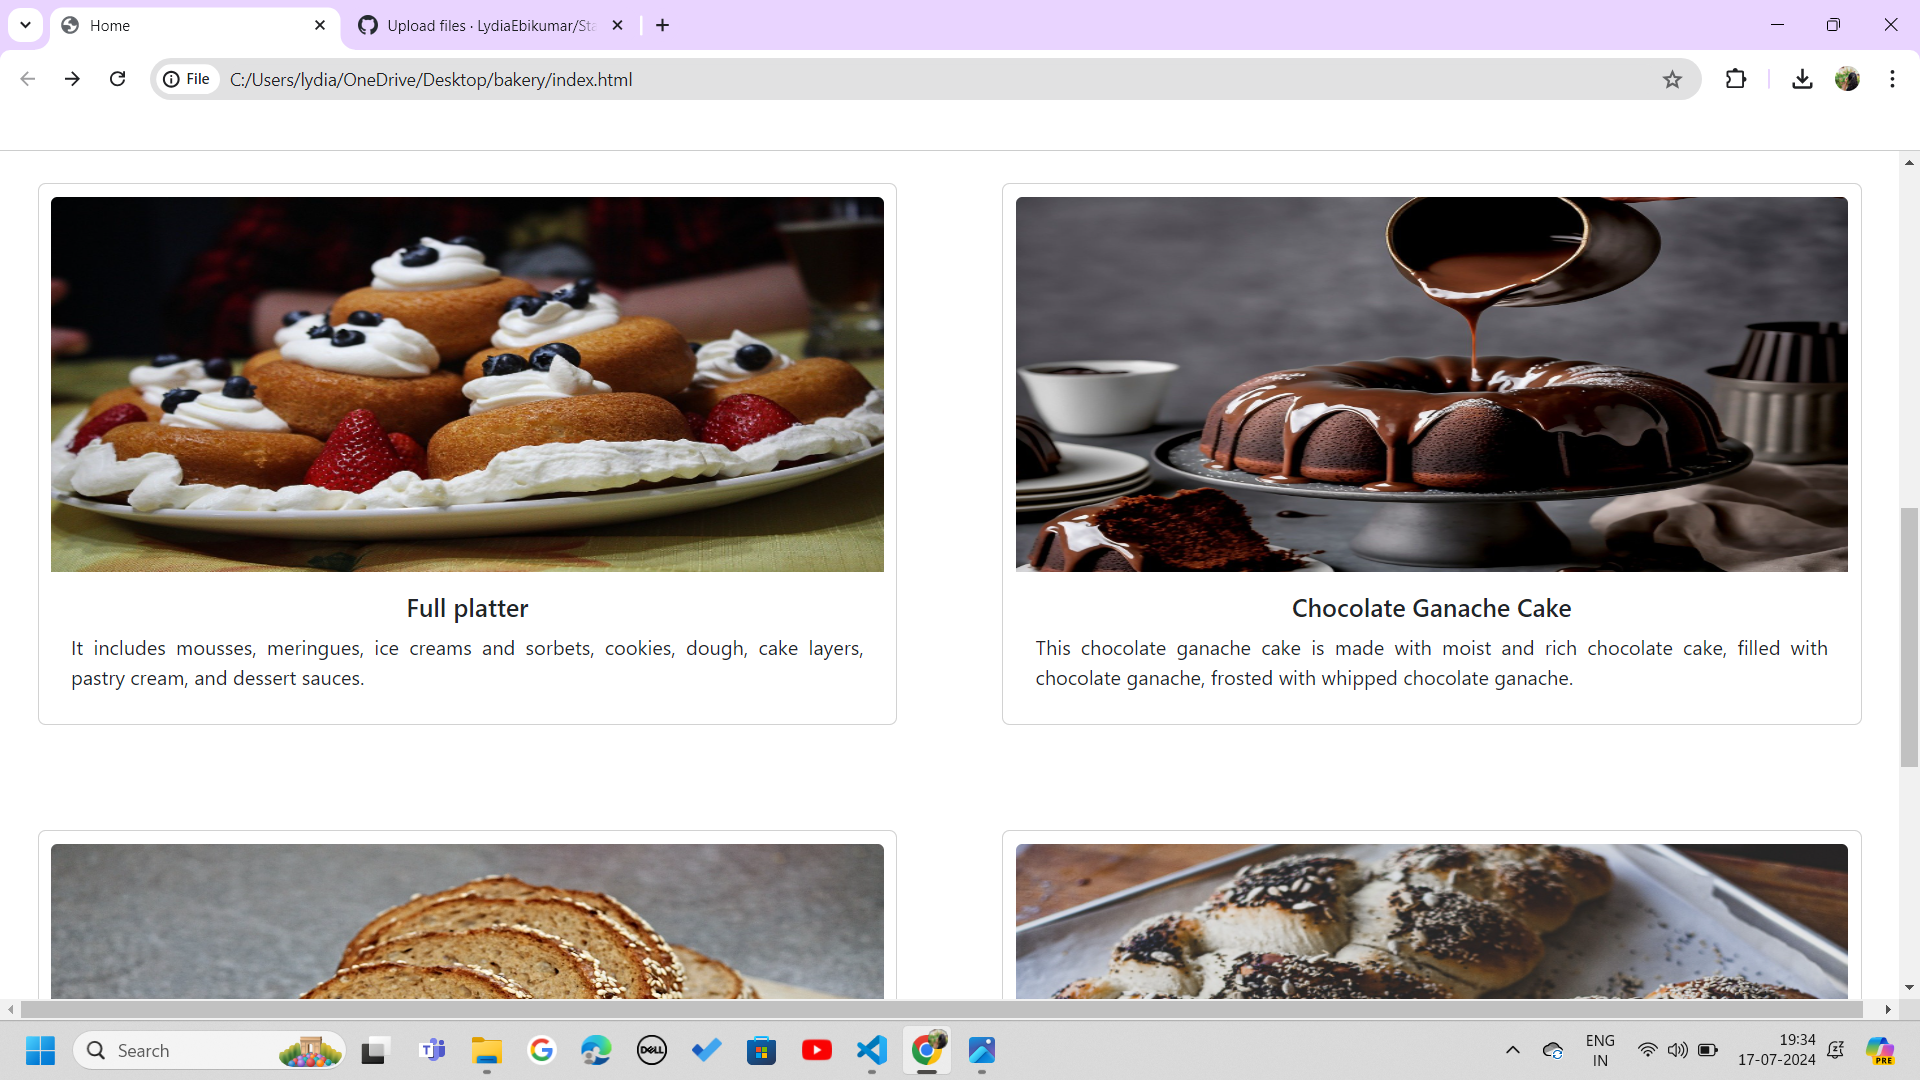 Home
Upload files · LydiaEbikumar/Sta
File
C:/Users/lydia/OneDrive/Desktop/bakery/index.html
Full platter
It includes mousses, meringues, ice creams and sorbets, cookies, dough, cake layers,
pastry cream, and dessert sauces.
Chocolate Ganache Cake
This chocolate ganache cake is made with moist and rich chocolate cake, filled with
chocolate ganache, frosted with whipped chocolate ganache.
Search
DELL
ENG
IN
19:34
17-07-2024
PRE